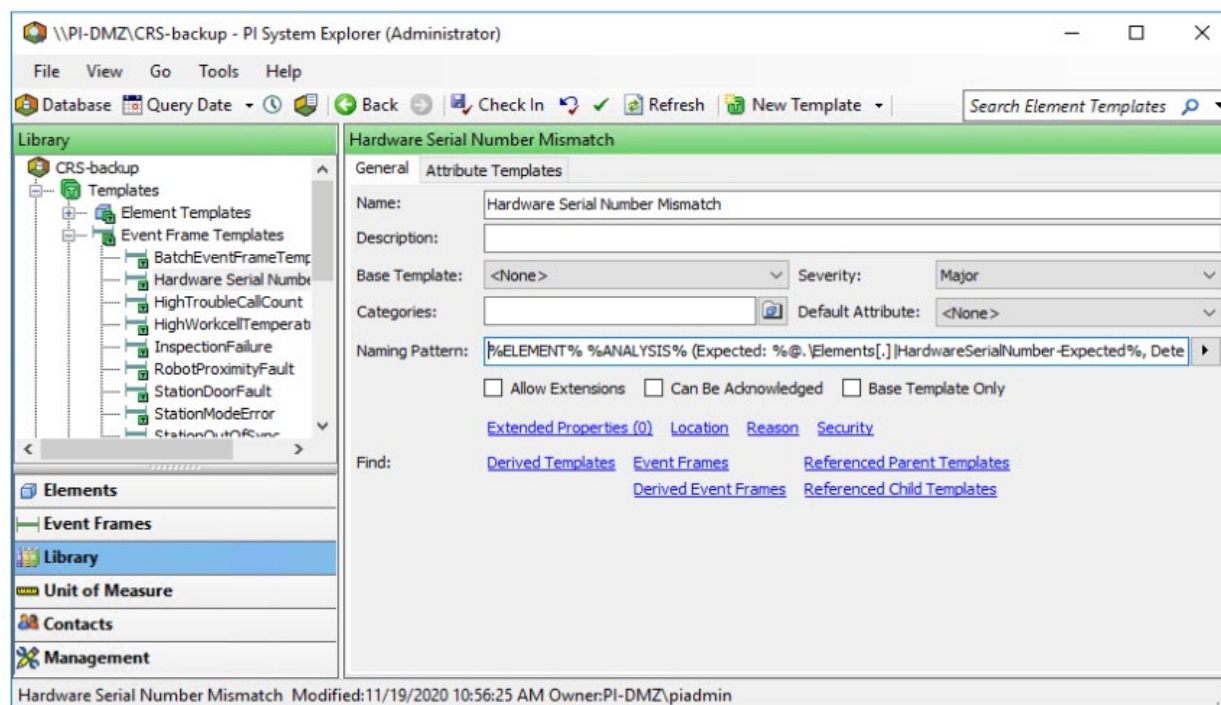 \\PI-DMZ\CRS-backup - PI System Explorer (Administrator)
File View Go Tools Help
Database Query Date Back Check In Refresh New Template Search Element Templates
Library
CRS-backup
Templates
Element Templates
Event Frame Templates
BatchEventFrameTemp
Hardware Serial Numbe
HighTroubleCallCount
HighWorkcellTemperati
InspectionFailure
RobotProximityFault
StationDoorFault
StationModeError
StationOutOfSync
Elements
Event Frames
Library
Unit of Measure
Contacts
Management
Hardware Serial Number Mismatch
General Attribute Templates
Name: Hardware Serial Number Mismatch
Description:
Base Template: <None> Severity: Major
Categories: Default Attribute: <None>
Naming Pattern: %ELEMENT% %ANALYSIS% (Expected: %@.\Elements[.]|HardwareSerialNumber-Expected%, Dete
Allow Extensions Can Be Acknowledged Base Template Only
Extended Properties (0) Location Reason Security
Find: Derived Templates Event Frames Referenced Parent Templates
Derived Event Frames Referenced Child Templates
Hardware Serial Number Mismatch Modified:11/19/2020 10:56:25 AM Owner:PI-DMZ\piadmin